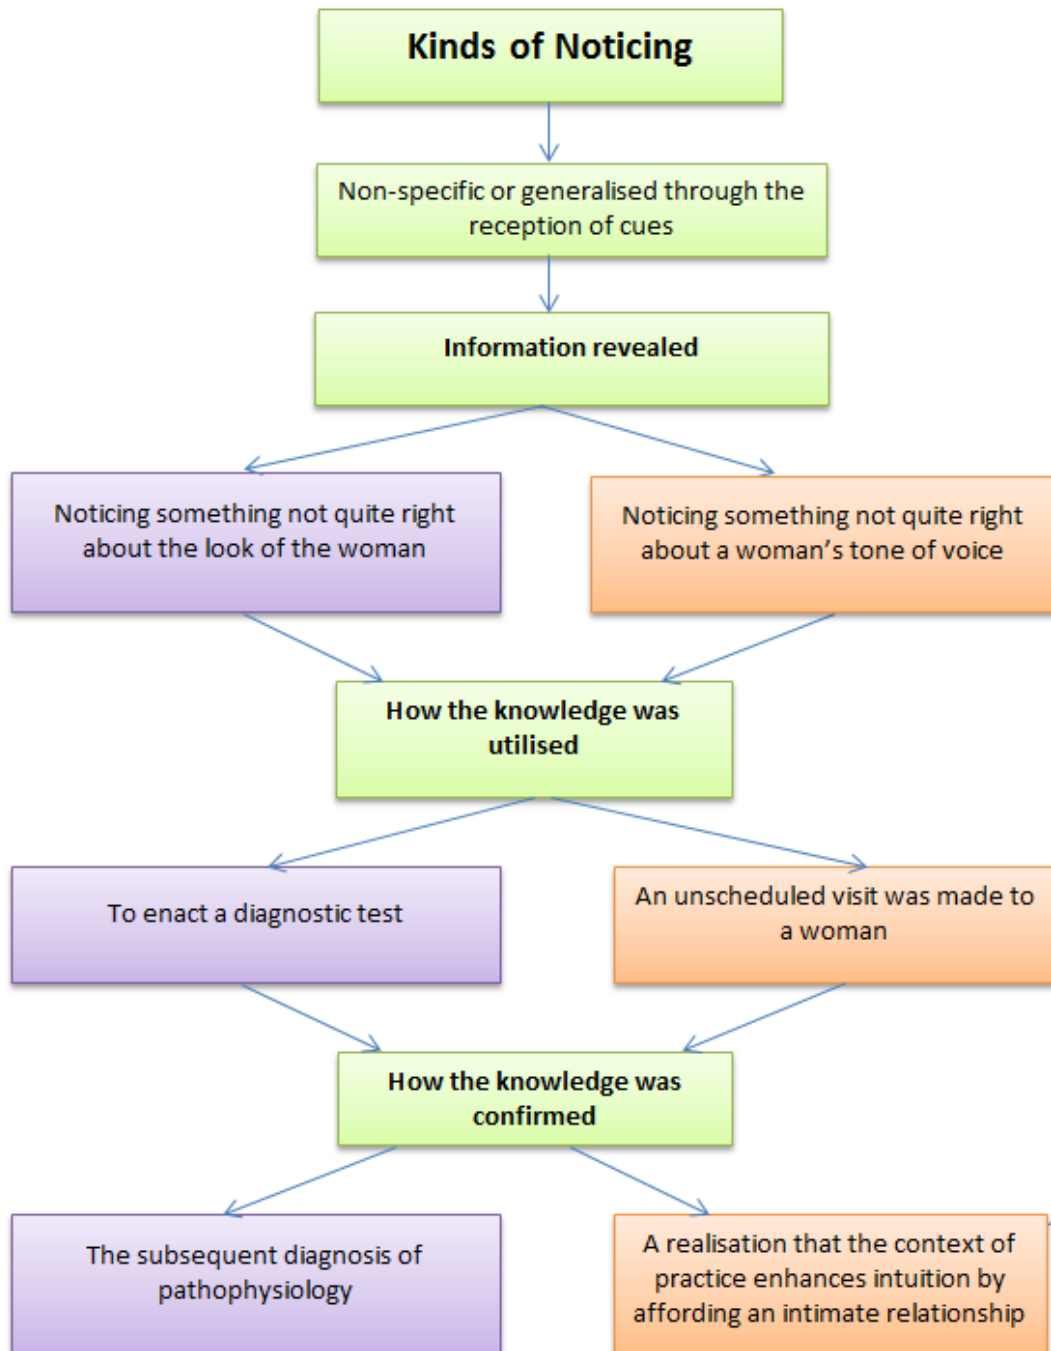 Kinds of Noticing
Non-specific or generalised through the
reception of cues
Information revealed
Noticing something not quite right
about the look of the woman
Noticing something not quite right
about a woman’s tone of voice
How the knowledge was
utilised
To enact a diagnostic test
An unscheduled visit was made to
a woman
How the knowledge was
confirmed
The subsequent diagnosis of
pathophysiology
A realisation that the context of
practice enhances intuition by
affording an intimate relationship